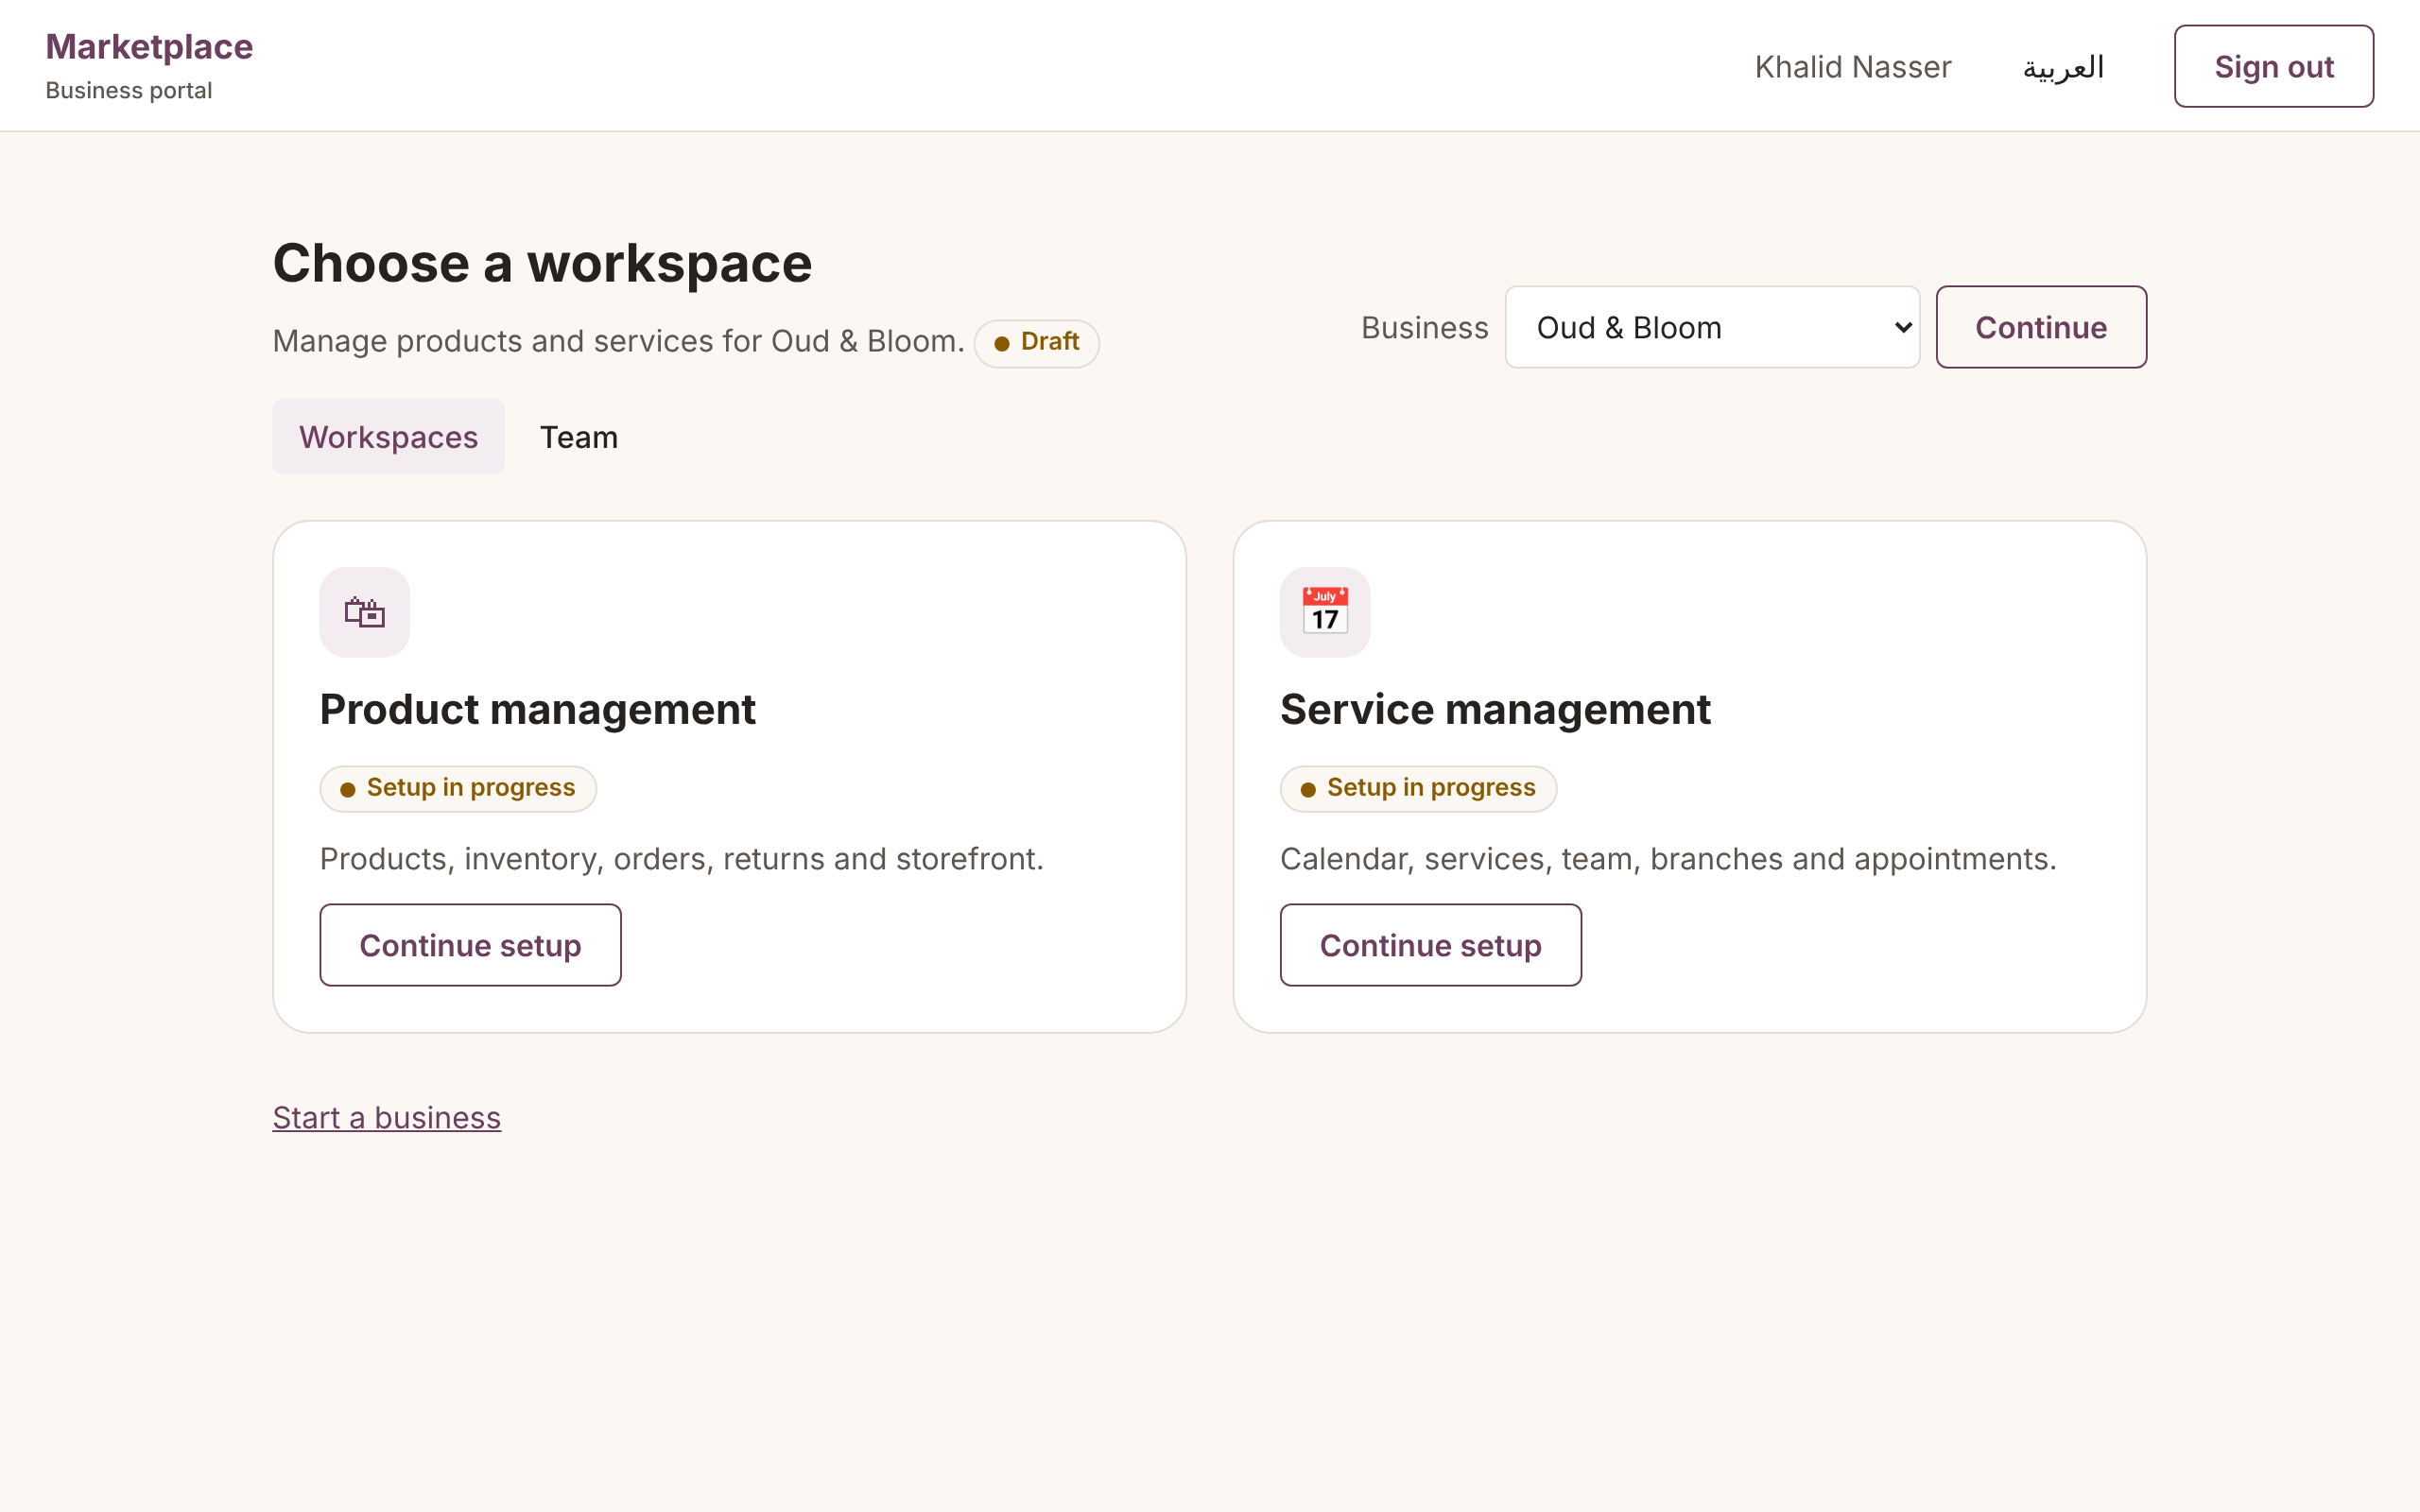 Marketplace
Business portal
Khalid Nasser
العربية
Sign out
Choose a workspace
Manage products and services for Oud & Bloom.
Draft
Business
Oud & Bloom
Continue
Workspaces
Team
July
17
Product management
Setup in progress
Products, inventory, orders, returns and storefront.
Continue setup
Service management
Setup in progress
Calendar, services, team, branches and appointments.
Continue setup
Start a business